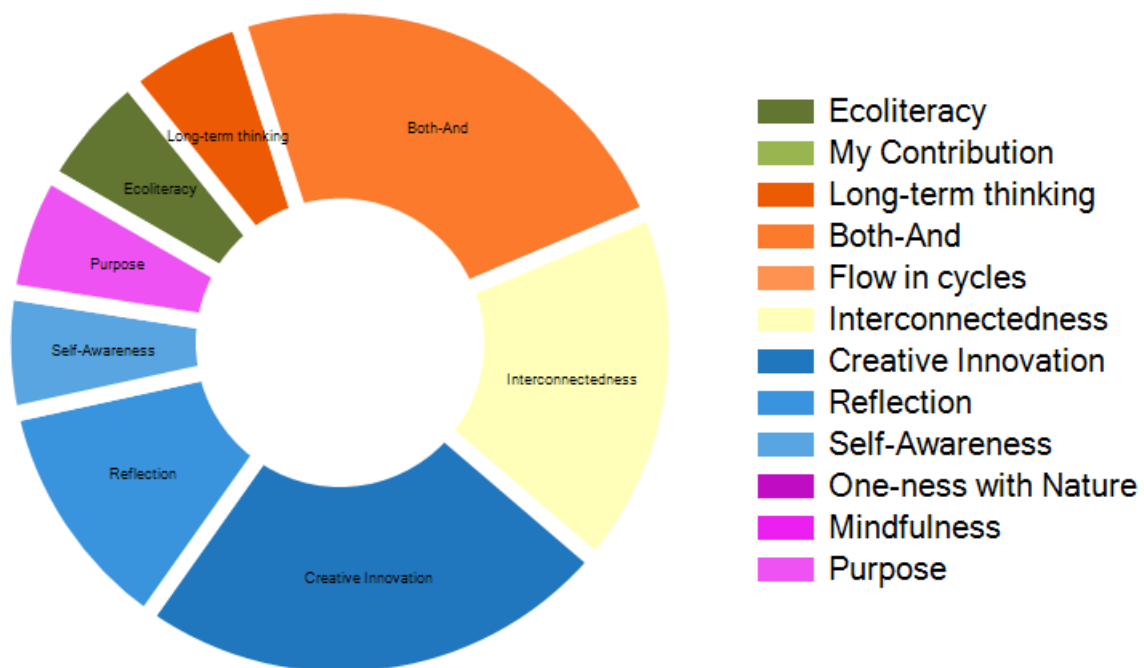 Both-And
Long-term thinking
Ecoliteracy
Purpose
Self-Awareness
Interconnectedness
Reflection
Creative Innovation
Ecoliteracy
My Contribution
Long-term thinking
Both-And
Flow in cycles
Interconnectedness
Creative Innovation
Reflection
Self-Awareness
One-ness with Nature
Mindfulness
Purpose